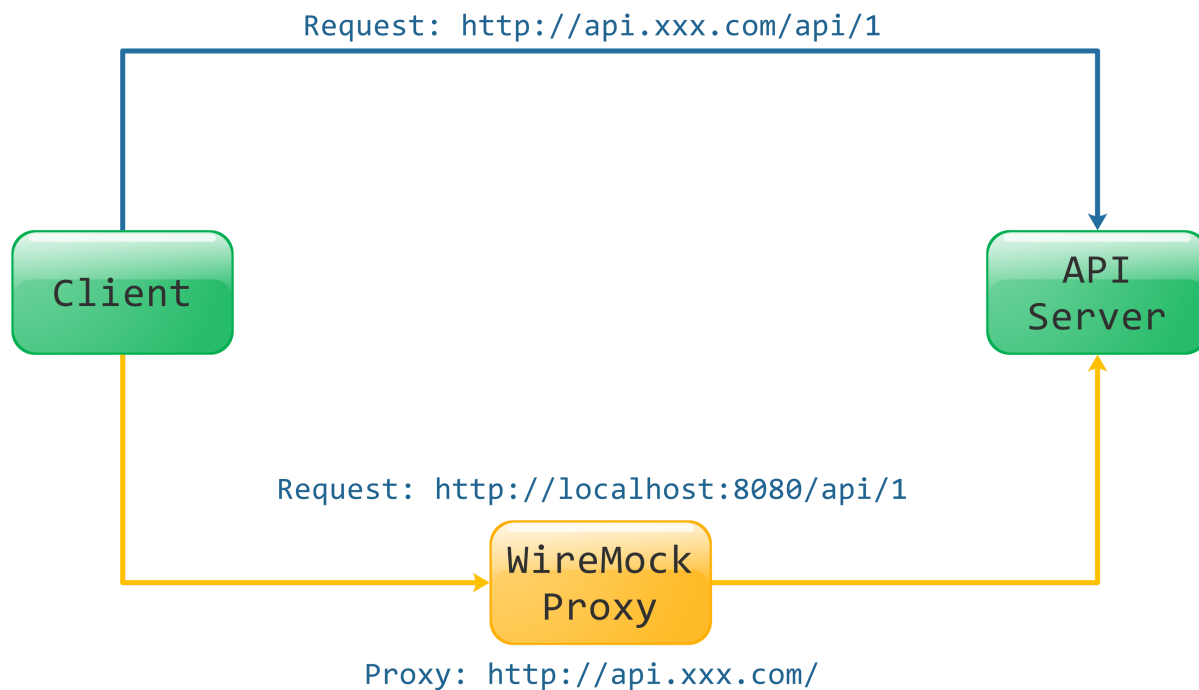 Request: http://api.xxx.com/api/1
Client
API
Server
Request: http://localhost:8080/api/1
WireMock
Proxy
Proxy: http://api.xxx.com/